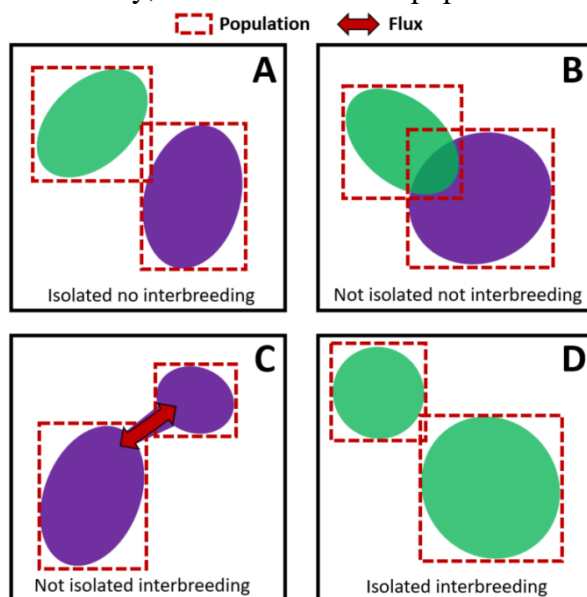 Population Flux
A
B
Isolated no interbreeding
Not isolated not interbreeding
C
D
Not isolated interbreeding
Isolated interbreeding